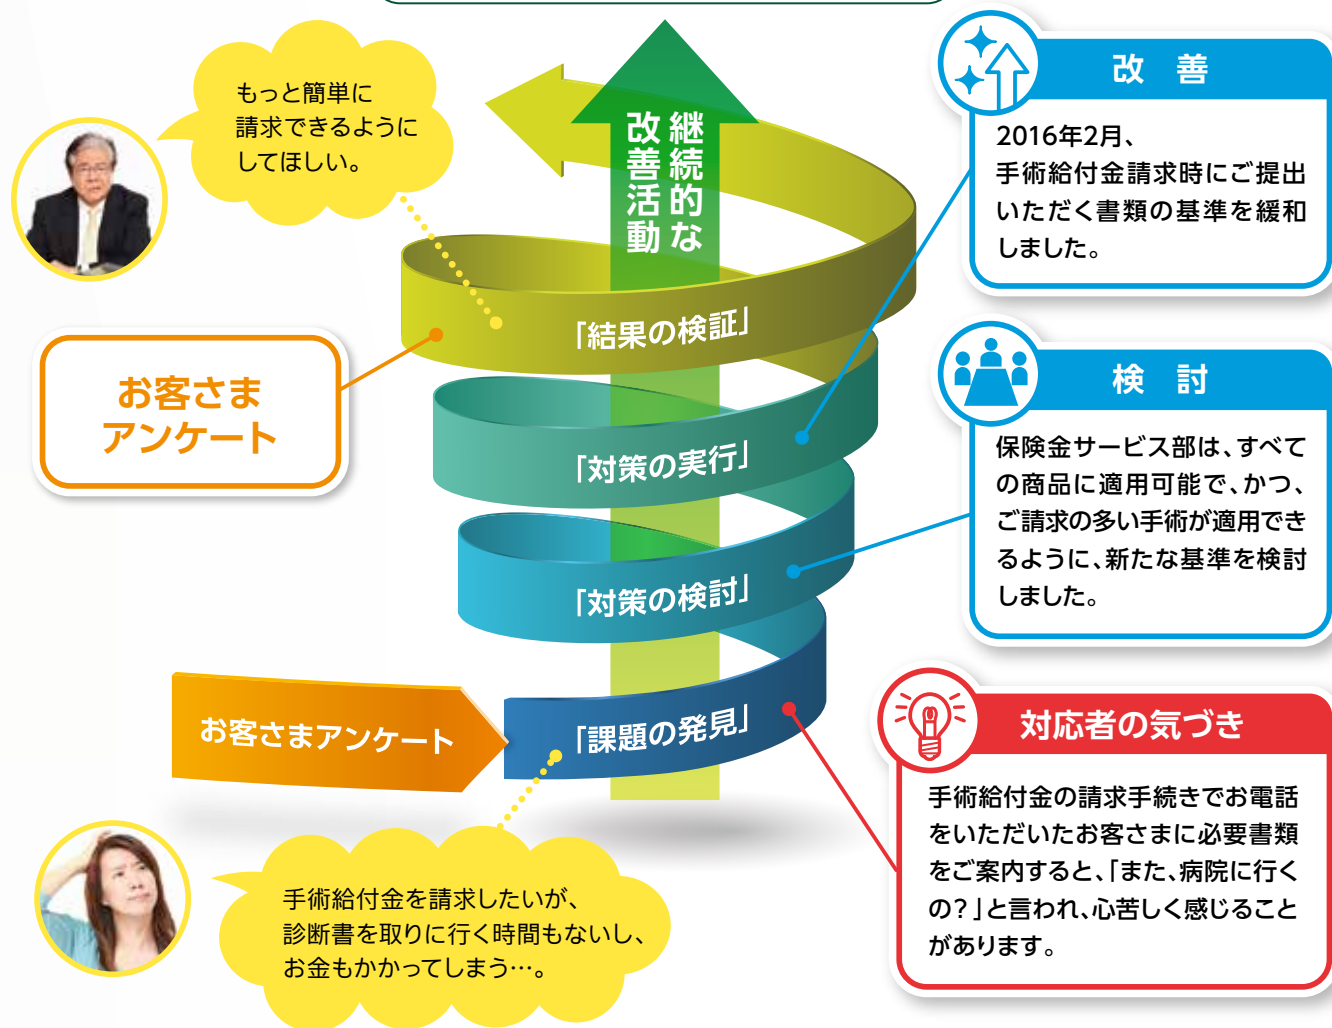 もっと簡単に
請求できるように
してほしい。
継続的な
改善活動
改 善
2016年2月、
手術給付金請求時にご提出
いただく書類の基準を緩和
しました。
「結果の検証」
お客さま
アンケート
検 討
保険金サービス部は、すべて
の商品に適用可能で、かつ、
ご請求の多い手術が適用でき
るように、新たな基準を検討
しました。
「対策の実行」
「対策の検討」
お客さまアンケート
「課題の発見」
対応者の気づき
手術給付金の請求手続きでお電話
をいただいたお客さまに必要書類
をご案内すると、「また、病院に行く
の?」と言われ、心苦しく感じること
があります。
手術給付金を請求したいが、
診断書を取りに行く時間もないし、
お金もかかってしまう…。